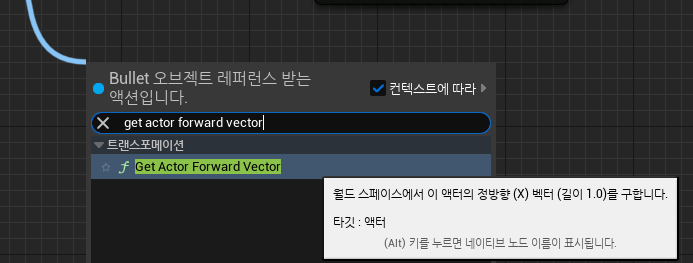 Bullet 오브젝트 레퍼런스 받는
액션입니다.
컨텍스트에 따라
get actor forward vector
트랜스포메이션
Get Actor Forward Vector
월드 스페이스에서 이 액터의 정방향 (X) 벡터 (길이 1.0)를 구합니다.
타깃 : 액터
(Alt) 키를 누르면 네이티브 노드 이름이 표시됩니다.